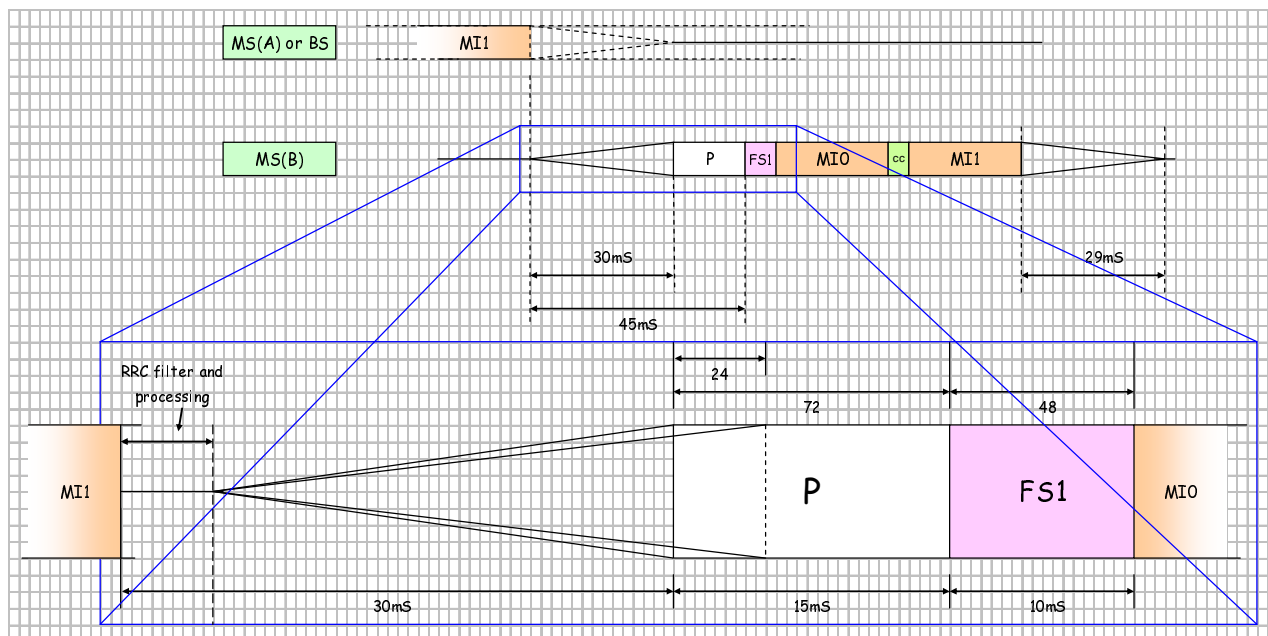 MS(A) or BS
MI1
MS(B)
P
FS1
MI0
CC
MI1
30mS
29mS
45mS
RRC filter and
processing
24
72
48
MI1
P
FS1
MI0
30mS
15mS
10mS